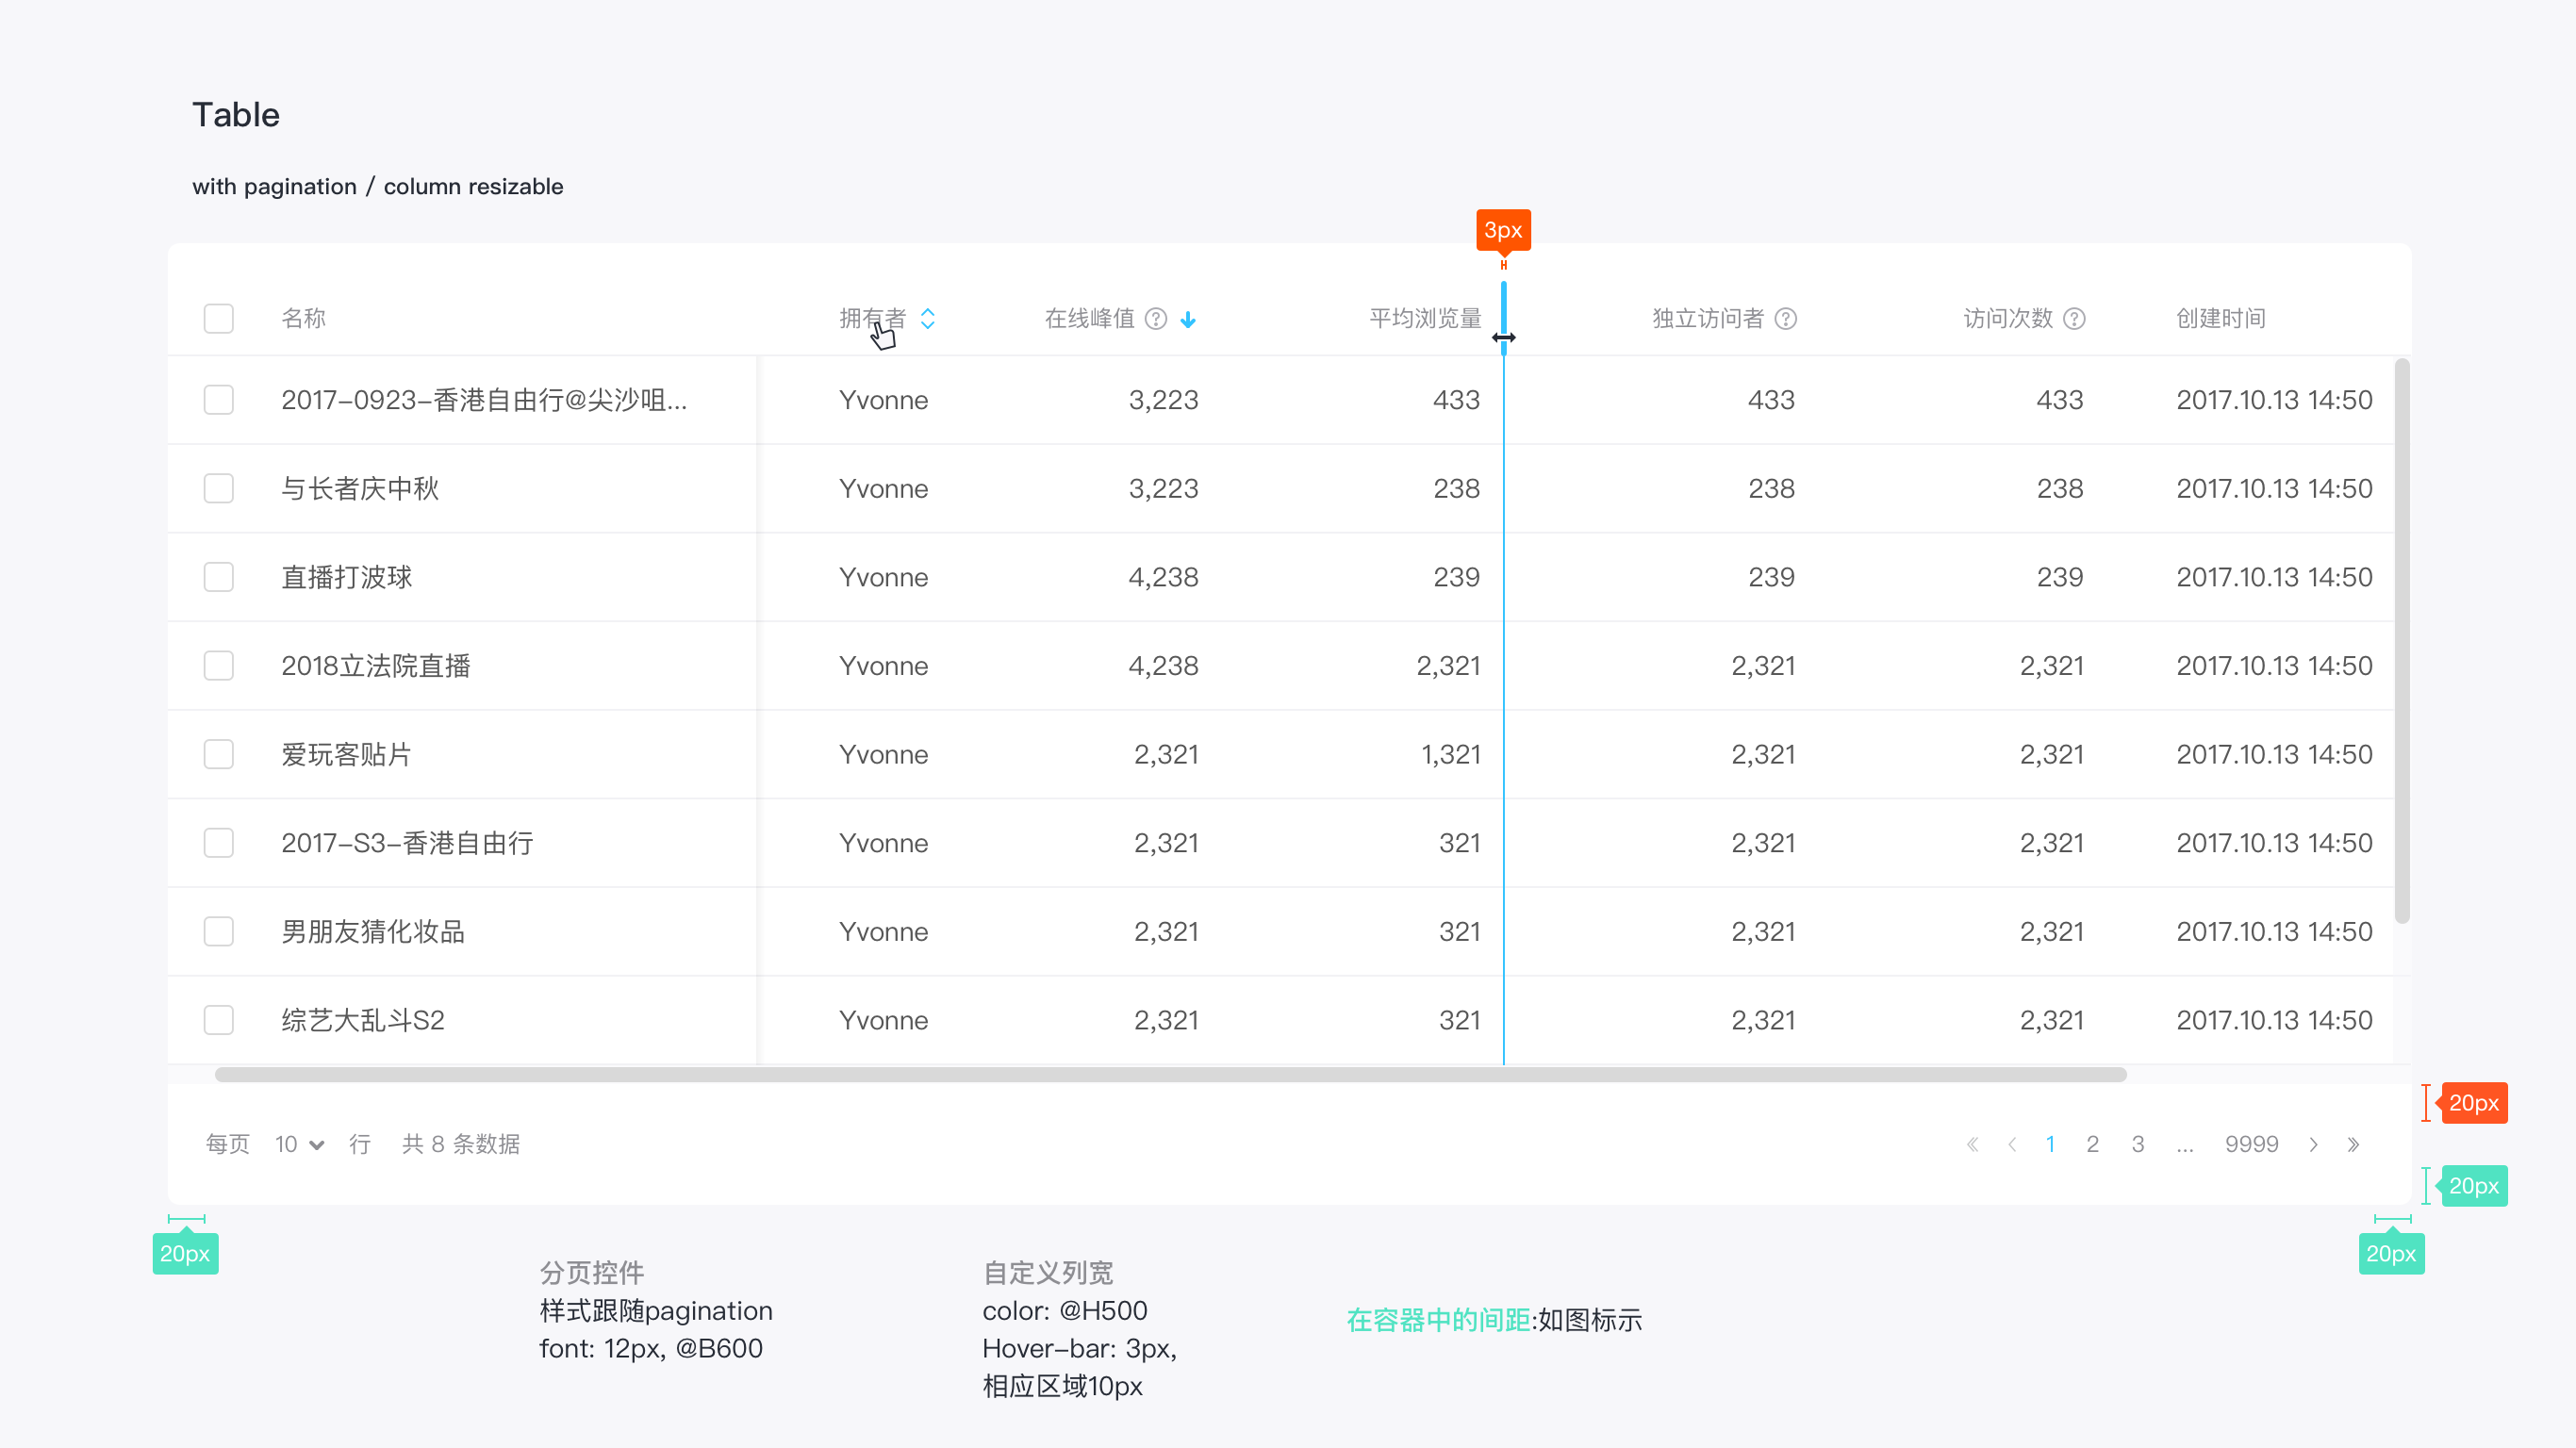 Table
with pagination / column resizable
3px
名称 拥有者 在线峰值 平均浏览量 独立访问者 访问次数 创建时间
2017-0923-香港自由行@尖沙咀... Yvonne 3,223 433 433 433 2017.10.13 14:50
与长者庆中秋 Yvonne 3,223 238 238 238 2017.10.13 14:50
直播打波球 Yvonne 4,238 239 239 239 2017.10.13 14:50
2018立法院直播 Yvonne 4,238 2,321 2,321 2,321 2017.10.13 14:50
爱玩客贴片 Yvonne 2,321 1,321 2,321 2,321 2017.10.13 14:50
2017-S3-香港自由行 Yvonne 2,321 321 2,321 2,321 2017.10.13 14:50
男朋友猜化妆品 Yvonne 2,321 321 2,321 2,321 2017.10.13 14:50
综艺大乱斗S2 Yvonne 2,321 321 2,321 2,321 2017.10.13 14:50
20px
每页 10 行 共 8 条数据 « ‹ 1 2 3 ... 9999 › »
20px
20px 20px
分页控件
样式跟随pagination
font: 12px, @B600
自定义列宽
color: @H500
Hover-bar: 3px,
相应区域10px
在容器中的间距:如图标示